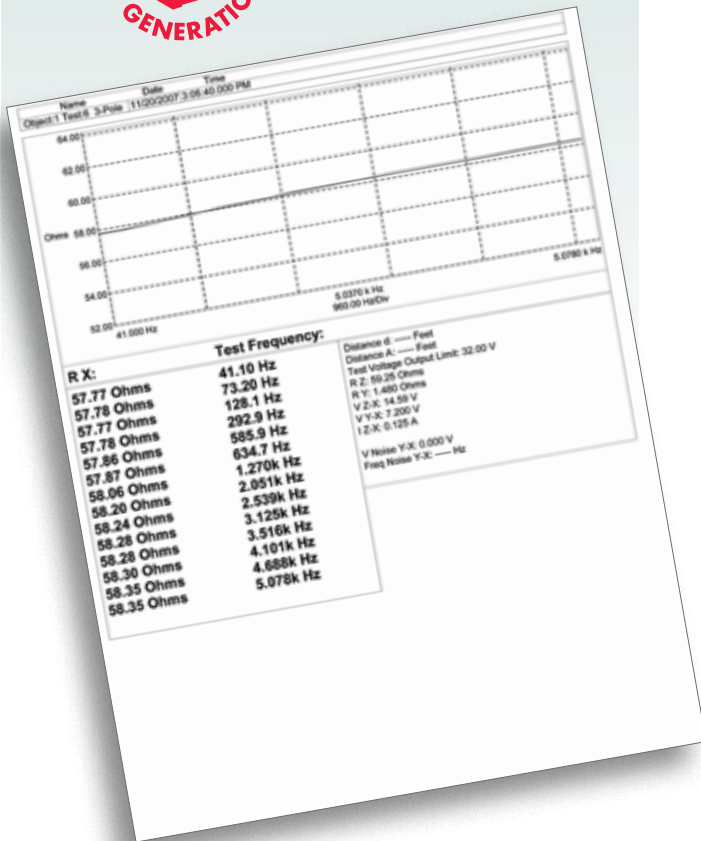 GENERATIO
Name Date Time
Object 1 Test 6 3-Pole 11/20/2007 3:05:40.000 PM
64.00
62.00
60.00
Ohms 58.00
56.00
54.00
52.00
41.000 Hz
5.0370 k Hz
960.00 Hz/Div
5.0780 k Hz
R X: Test Frequency:
57.77 Ohms 41.10 Hz
57.78 Ohms 73.20 Hz
57.77 Ohms 128.1 Hz
57.78 Ohms 292.9 Hz
57.86 Ohms 585.9 Hz
57.87 Ohms 634.7 Hz
58.06 Ohms 1.270k Hz
58.20 Ohms 2.051k Hz
58.24 Ohms 2.539k Hz
58.28 Ohms 3.125k Hz
58.28 Ohms 3.516k Hz
58.30 Ohms 4.101k Hz
58.35 Ohms 4.688k Hz
58.35 Ohms 5.078k Hz
Distance d: ---- Feet
Distance A: ---- Feet
Test Voltage Output Limit: 32.00 V
R Z: 59.25 Ohms
R Y: 1.480 Ohms
V Z-X: 14.59 V
V Y-X: 7.200 V
I Z-X: 0.125 A
V Noise Y-X: 0.000 V
Freq Noise Y-X: ---- Hz